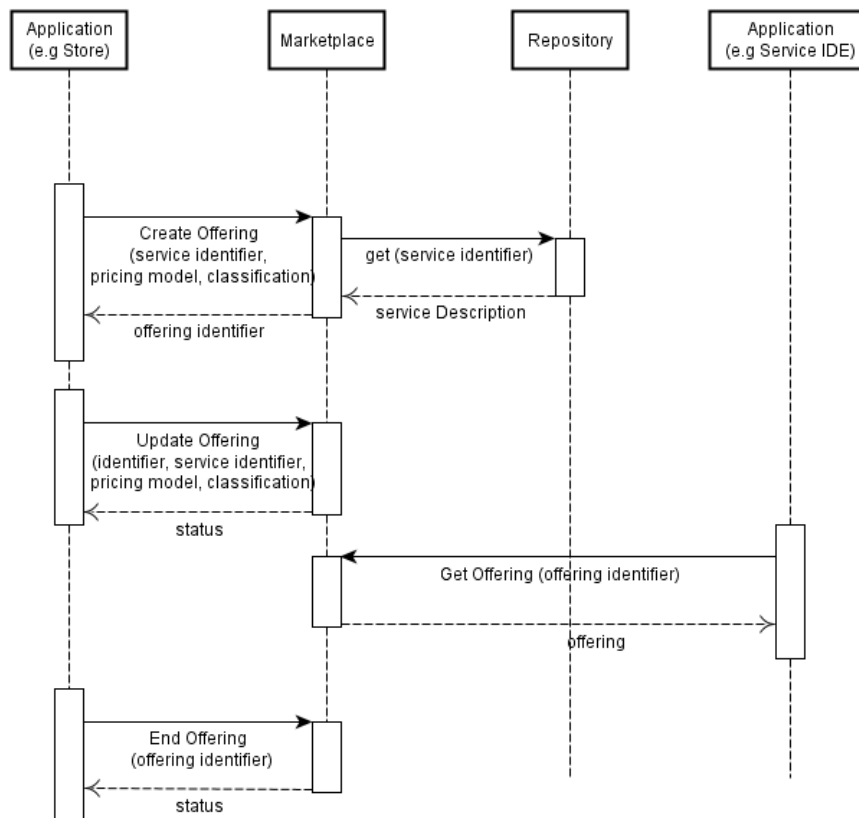 Application
(e.g Store)
Marketplace
Repository
Application
(e.g Service IDE)
Create Offering
(service identifier,
pricing model, classification)
get (service identifier)
service Description
offering identifier
Update Offering
(identifier, service identifier,
pricing model, classification)
status
Get Offering (offering identifier)
offering
End Offering
(offering identifier)
status